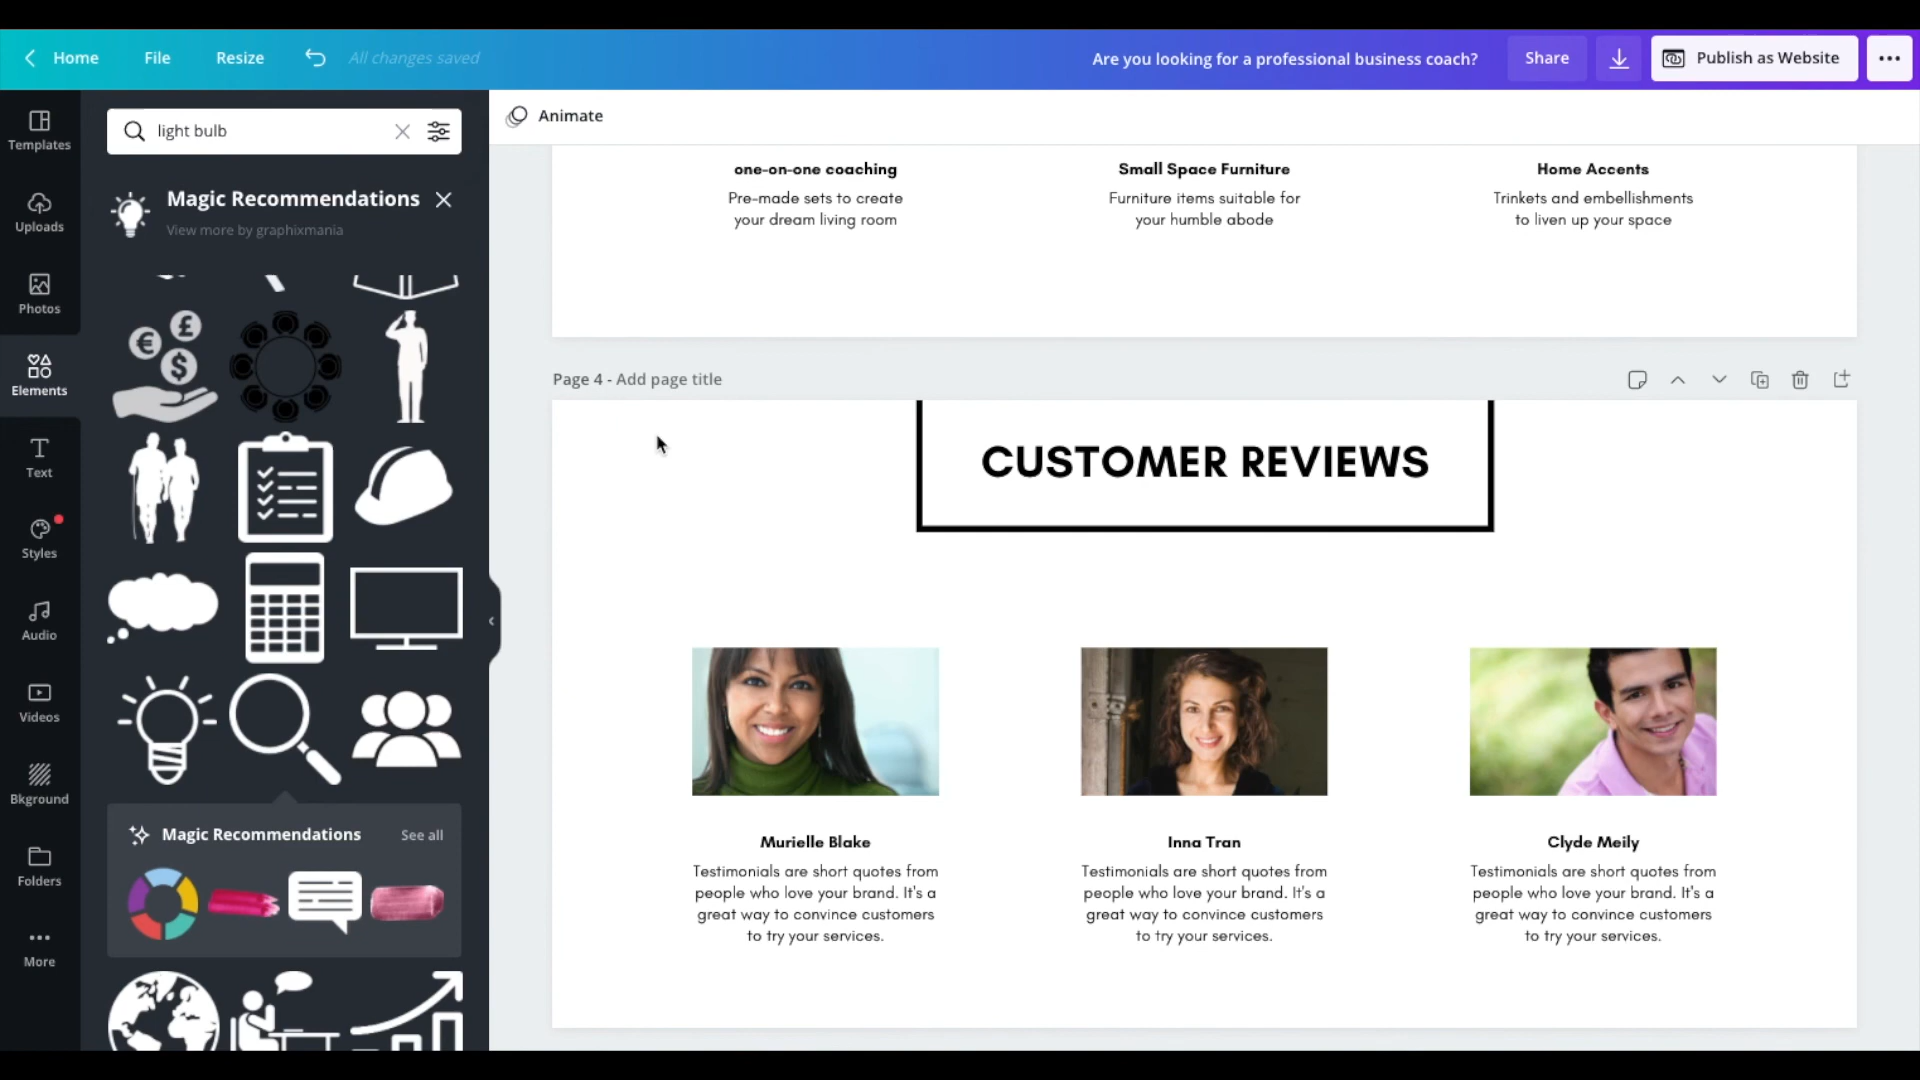 Home
File
Resize
All changes saved
Are you looking for a professional business coach?
Share
Publish as Website
Templates
Uploads
Photos
Elements
Text
Styles
Audio
Videos
Bkground
Folders
More
light bulb
Magic Recommendations
View more by graphixmania
€
£
$
Magic Recommendations
See all
Animate
one-on-one coaching
Pre-made sets to create
your dream living room
Small Space Furniture
Furniture items suitable for
your humble abode
Home Accents
Trinkets and embellishments
to liven up your space
Page 4 - Add page title
CUSTOMER REVIEWS
Murielle Blake
Testimonials are short quotes from
people who love your brand. It's a
great way to convince customers
to try your services.
Inna Tran
Testimonials are short quotes from
people who love your brand. It's a
great way to convince customers
to try your services.
Clyde Meily
Testimonials are short quotes from
people who love your brand. It's a
great way to convince customers
to try your services.